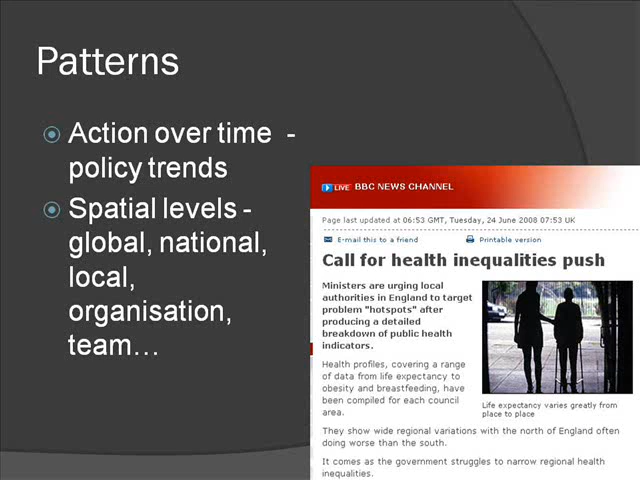 Patterns
Action over time -
policy trends
Spatial levels -
global, national,
local,
organisation,
team…
LIVE BBC NEWS CHANNEL
Page last updated at 06:53 GMT, Tuesday, 24 June 2008 07:53 UK
E-mail this to a friend Printable version
Call for health inequalities push
Ministers are urging local
authorities in England to target
problem "hotspots" after
producing a detailed
breakdown of public health
indicators.
Health profiles, covering a range
of data from life expectancy to
obesity and breastfeeding, have
been compiled for each council
area.
Life expectancy varies greatly from
place to place
They show wide regional variations with the north of England often
doing worse than the south.
It comes as the government struggles to narrow regional health
inequalities.